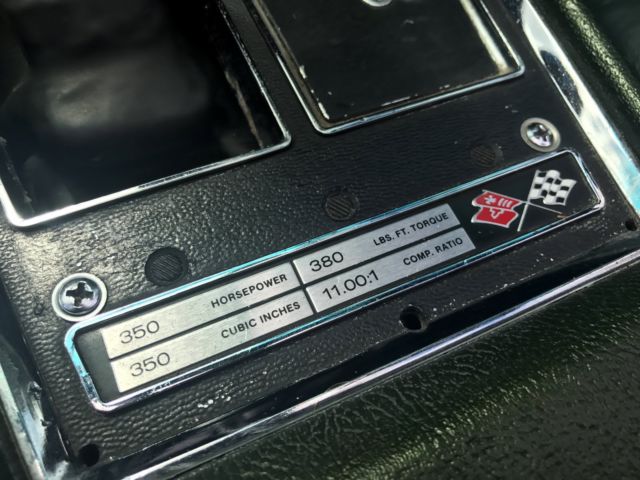 350 HORSEPOWER 380 LBS. FT. TORQUE
350 CUBIC INCHES 11.00:1 COMP. RATIO